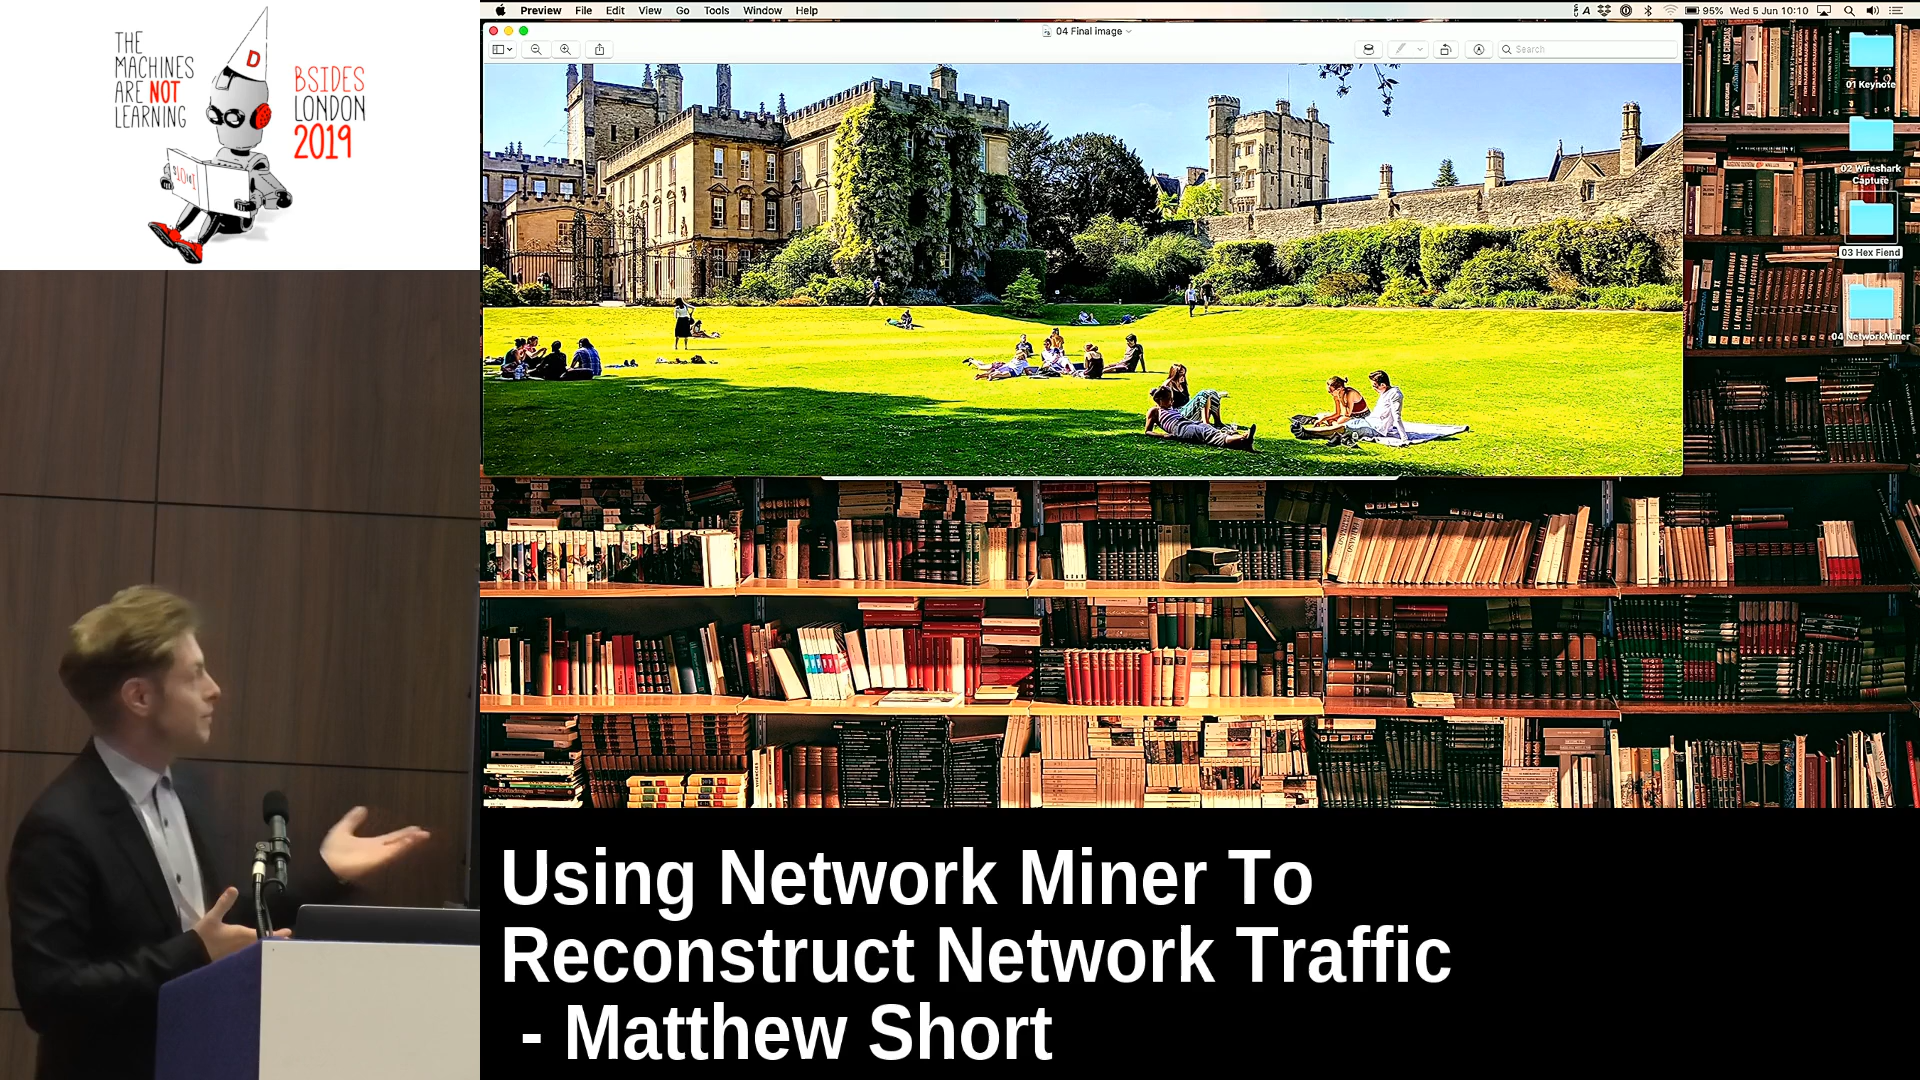 THE
MACHINES
ARE NOT
LEARNING
D
BSIDES
LONDON
2019
Preview File Edit View Go Tools Window Help
95% Wed 5 Jun 10:10
04 Final image
Search
01 Keynote
02 Wireshark
Capture
03 Hex Fiend
04 NetworkMiner
Using Network Miner To
Reconstruct Network Traffic
- Matthew Short